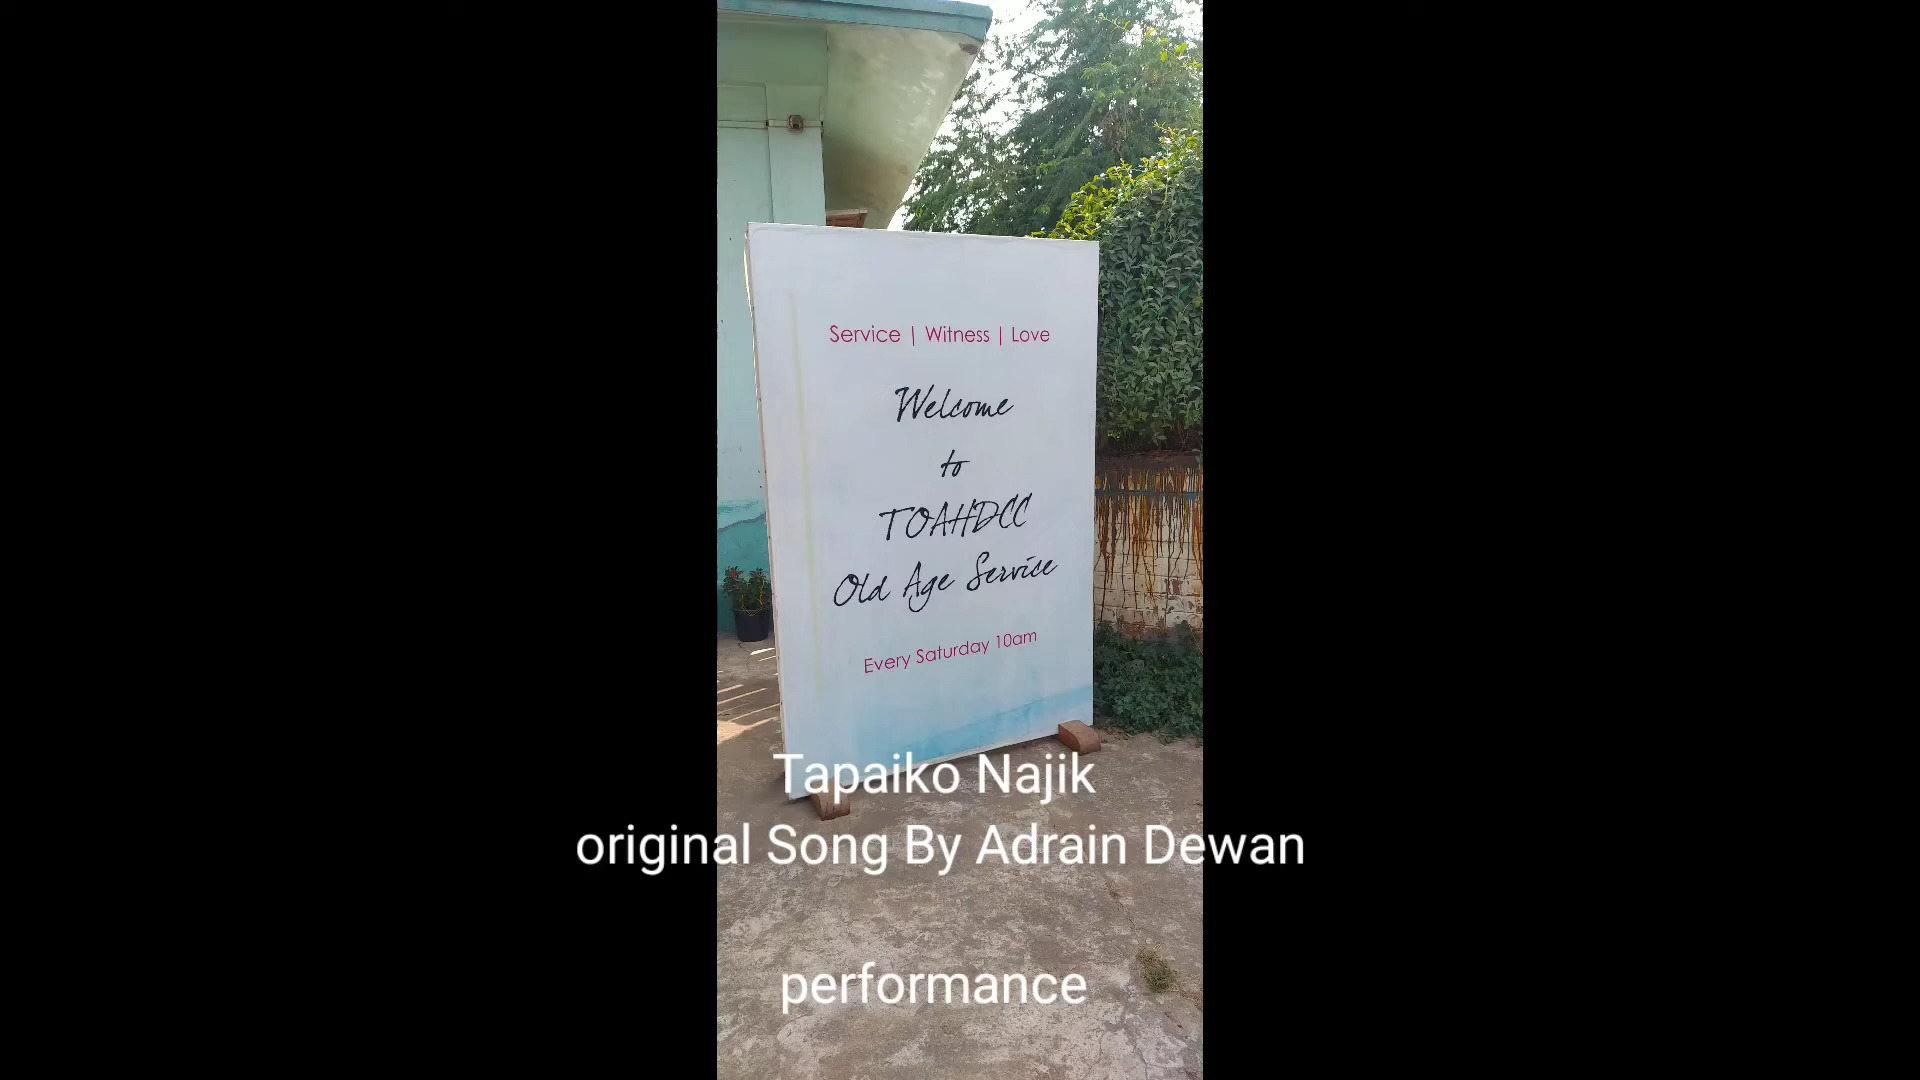 Service | Witness | Love
Welcome
to
TOAHDCC
Old Age Service
Every Saturday 10am
Tapaiko Najik
original Song By Adrain Dewan
performance